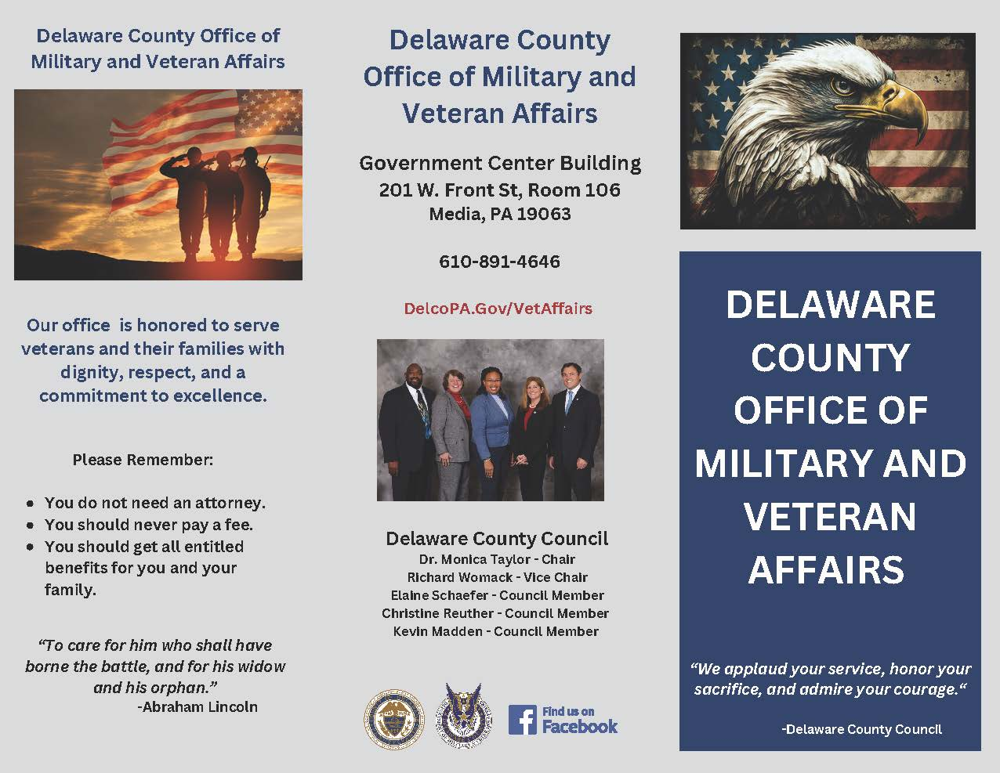 Delaware County Office of
Military and Veteran Affairs
Our office is honored to serve
veterans and their families with
dignity, respect, and a
commitment to excellence.
Please Remember:
● You do not need an attorney.
● You should never pay a fee.
● You should get all entitled
benefits for you and your
family.
“To care for him who shall have
borne the battle, and for his widow
and his orphan.”
-Abraham Lincoln
Delaware County
Office of Military and
Veteran Affairs
Government Center Building
201 W. Front St, Room 106
Media, PA 19063
610-891-4646
DelcoPA.Gov/VetAffairs
Delaware County Council
Dr. Monica Taylor - Chair
Richard Womack - Vice Chair
Elaine Schaefer - Council Member
Christine Reuther - Council Member
Kevin Madden - Council Member
Find us on
Facebook
DELAWARE
COUNTY
OFFICE OF
MILITARY AND
VETERAN
AFFAIRS
“We applaud your service, honor your
sacrifice, and admire your courage.“
-Delaware County Council